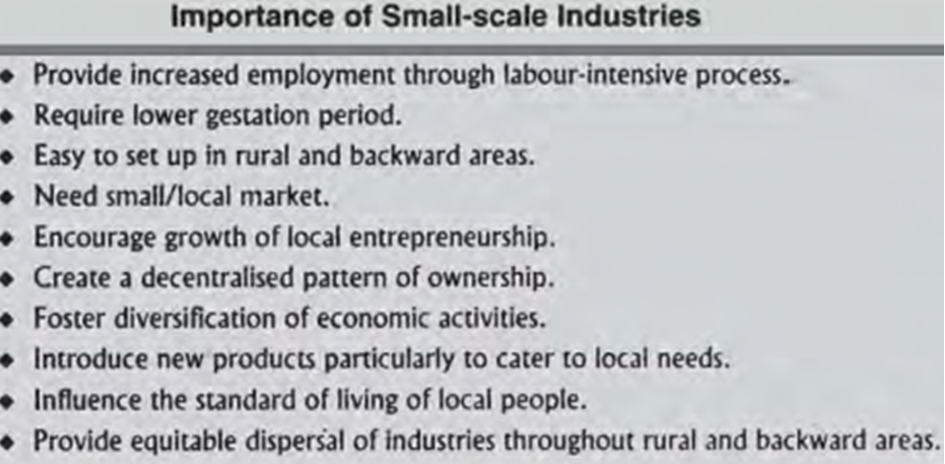 Importance of Small-scale Industries
◆ Provide increased employment through labour-intensive process.
◆ Require lower gestation period.
◆ Easy to set up in rural and backward areas.
◆ Need small/local market.
◆ Encourage growth of local entrepreneurship.
◆ Create a decentralised pattern of ownership.
◆ Foster diversification of economic activities.
◆ Introduce new products particularly to cater to local needs.
◆ Influence the standard of living of local people.
◆ Provide equitable dispersal of industries throughout rural and backward areas.